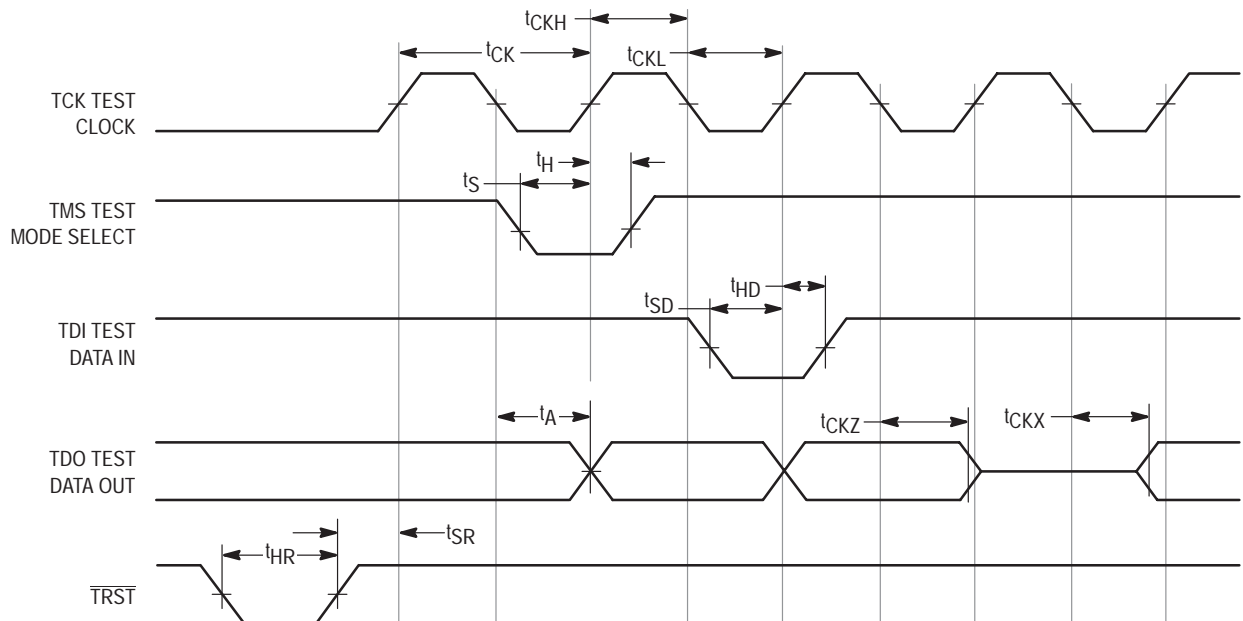 tCKH
tCK
tCKL
TCK TEST
CLOCK
tH
tS
TMS TEST
MODE SELECT
tHD
tSD
TDI TEST
DATA IN
tA
tCKZ
tCKX
TDO TEST
DATA OUT
tSR
tHR
TRST